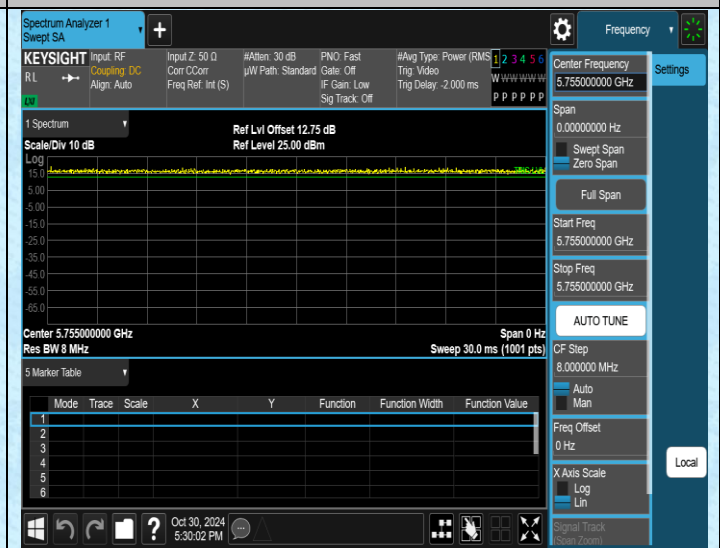 Spectrum Analyzer 1
Swept SA
+
Frequency
KEYSIGHT
RL
LXI
Input: RF
Coupling: DC
Align: Auto
Input Z: 50 Ω
Corr CCorr
Freq Ref: Int (S)
#Atten: 30 dB
µW Path: Standard
PNO: Fast
Gate: Off
IF Gain: Low
Sig Track: Off
#Avg Type: Power (RMS
Trig: Video
Trig Delay: -2.000 ms
1 2 3 4 5 6
W W W W W W
P P P P P P
Center Frequency
5.755000000 GHz
Settings
Span
0.00000000 Hz
Swept Span
Zero Span
Full Span
Start Freq
5.755000000 GHz
Stop Freq
5.755000000 GHz
AUTO TUNE
CF Step
8.000000 MHz
Auto
Man
Freq Offset
0 Hz
X Axis Scale
Log
Lin
Signal Track
(Span Zoom)
Local
1 Spectrum
Scale/Div 10 dB
Ref Lvl Offset 12.75 dB
Ref Level 25.00 dBm
Log
15.0
5.00
-5.00
-15.0
-25.0
-35.0
-45.0
-55.0
-65.0
Center 5.755000000 GHz
Span 0 Hz
Res BW 8 MHz
Sweep 30.0 ms (1001 pts)
5 Marker Table
Mode Trace Scale X Y Function Function Width Function Value
1
2
3
4
5
6
?
Oct 30, 2024
5:30:02 PM